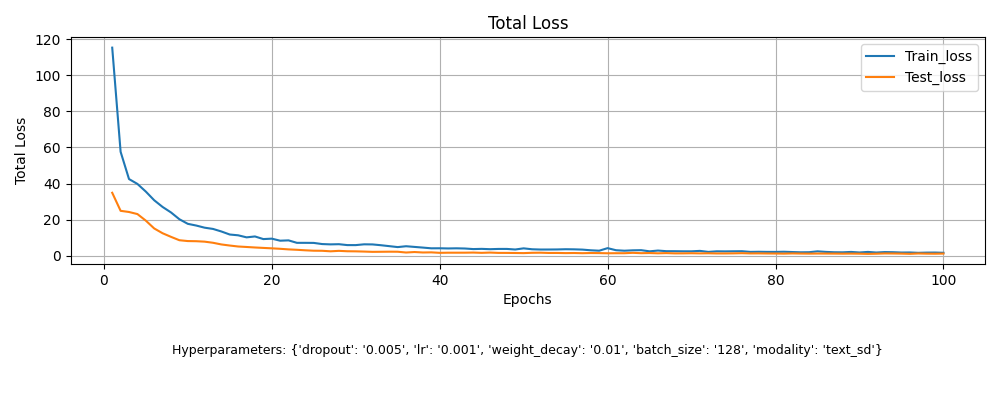 Total Loss
120
100
80
60
40
20
0
Total Loss
Train_loss
Test_loss
0 20 40 60 80 100
Epochs
Hyperparameters: {'dropout': '0.005', 'lr': '0.001', 'weight_decay': '0.01', 'batch_size': '128', 'modality': 'text_sd'}